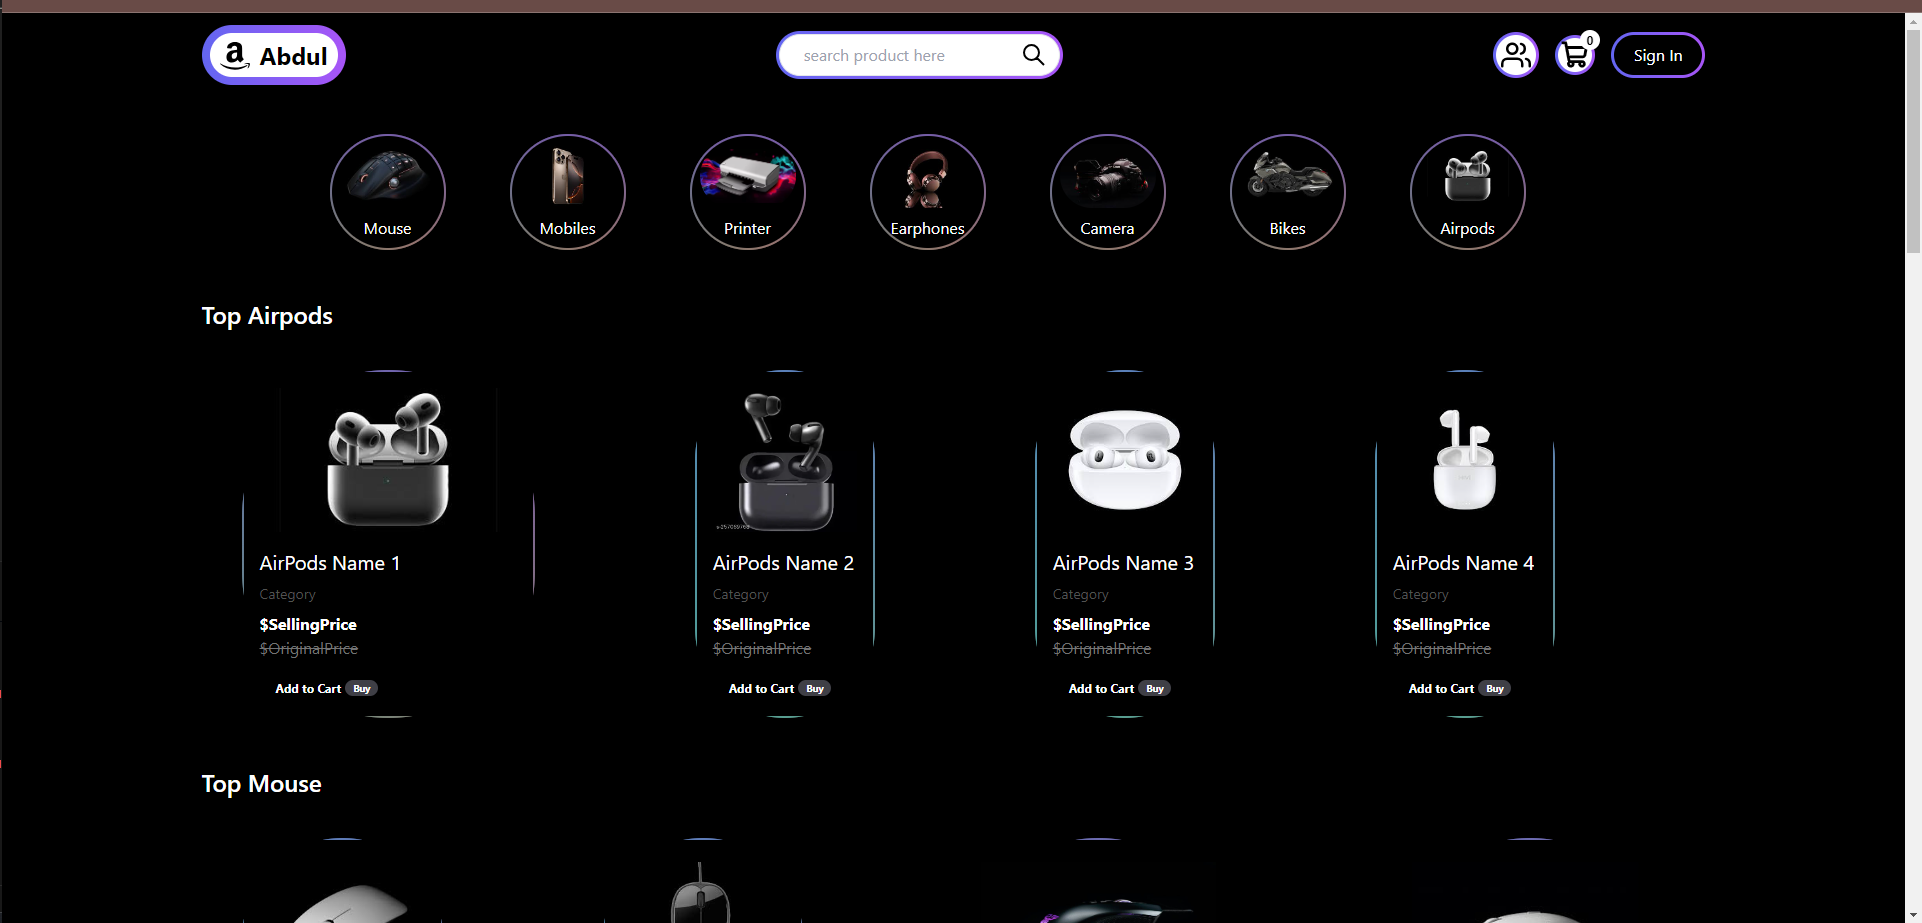 a Abdul
search product here
0
Sign In
Mouse
Mobiles
Printer
Earphones
Camera
Bikes
Airpods
Top Airpods
AirPods Name 1
Category
$SellingPrice
$OriginalPrice
Add to Cart Buy
AirPods Name 2
Category
$SellingPrice
$OriginalPrice
Add to Cart Buy
AirPods Name 3
Category
$SellingPrice
$OriginalPrice
Add to Cart Buy
AirPods Name 4
Category
$SellingPrice
$OriginalPrice
Add to Cart Buy
Top Mouse